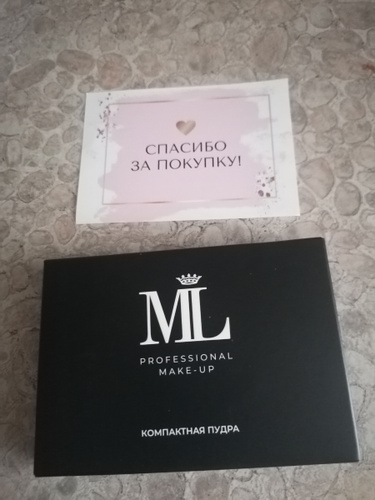 СПАСИБО
ЗА ПОКУПКУ!
ML
PROFESSIONAL
MAKE-UP
КОМПАКТНАЯ ПУДРА